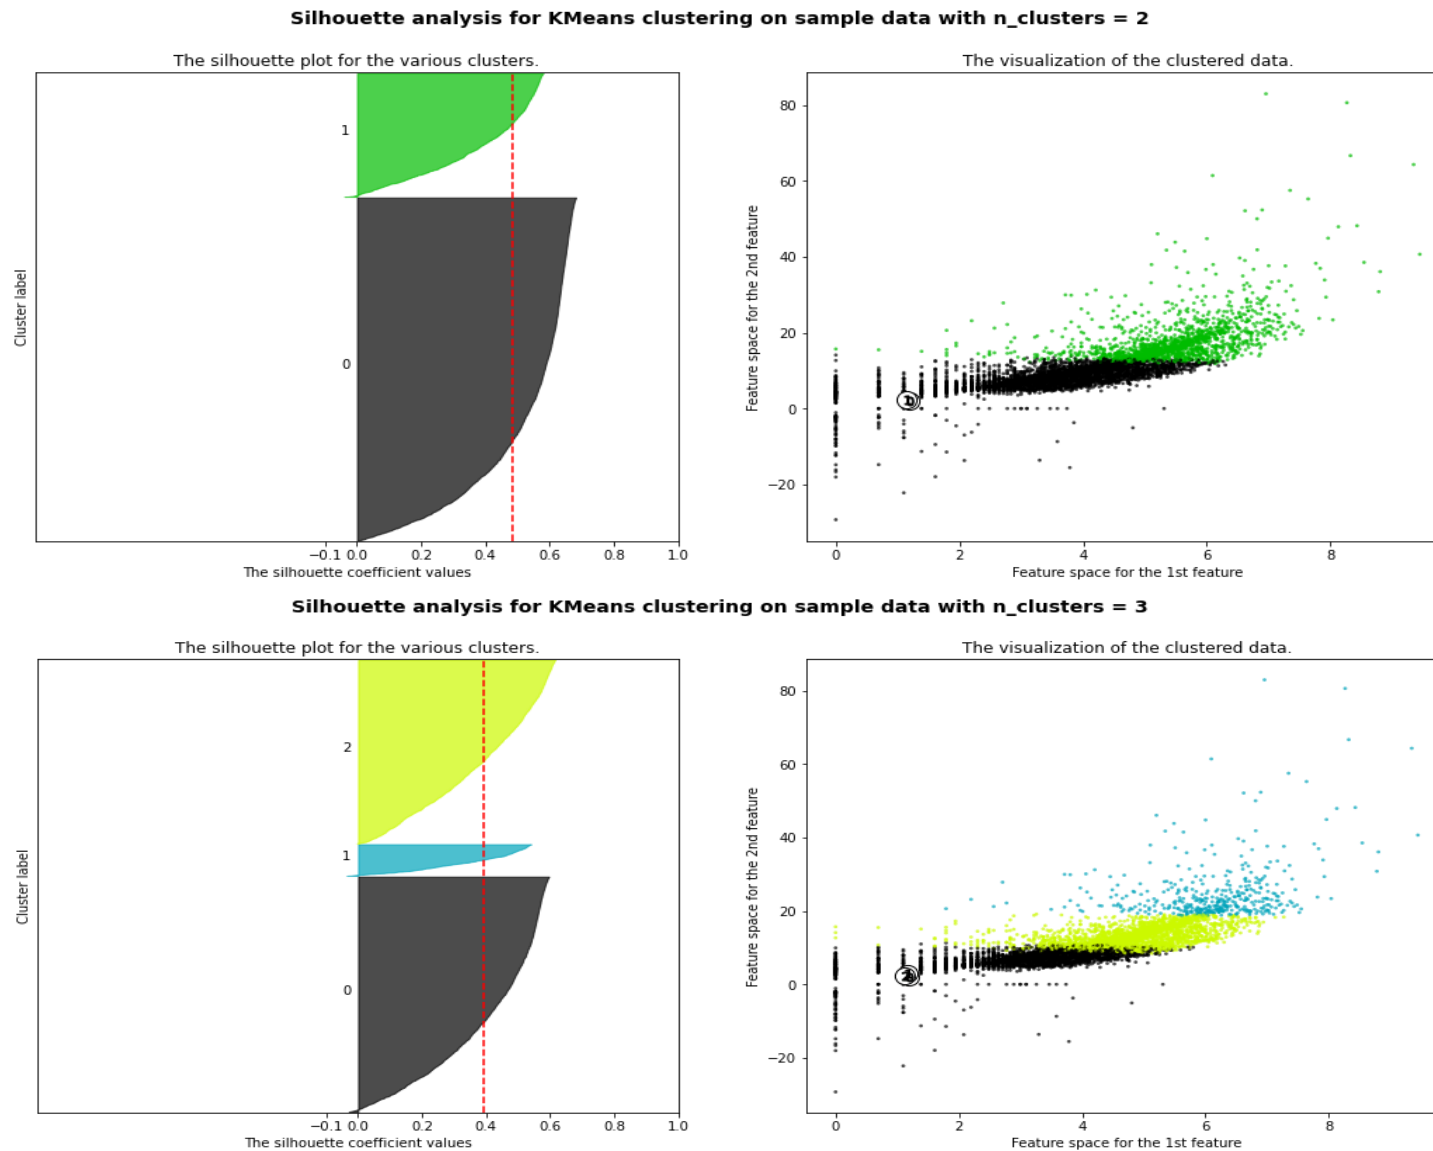 Silhouette analysis for KMeans clustering on sample data with n_clusters = 2
The silhouette plot for the various clusters.
Cluster label
1
0
−0.1 0.0 0.2 0.4 0.6 0.8 1.0
The silhouette coefficient values
The visualization of the clustered data.
Feature space for the 2nd feature
80
60
40
20
0
−20
1
0 2 4 6 8
Feature space for the 1st feature
Silhouette analysis for KMeans clustering on sample data with n_clusters = 3
The silhouette plot for the various clusters.
Cluster label
2
1
0
−0.1 0.0 0.2 0.4 0.6 0.8 1.0
The silhouette coefficient values
The visualization of the clustered data.
Feature space for the 2nd feature
80
60
40
20
0
−20
2
0 2 4 6 8
Feature space for the 1st feature